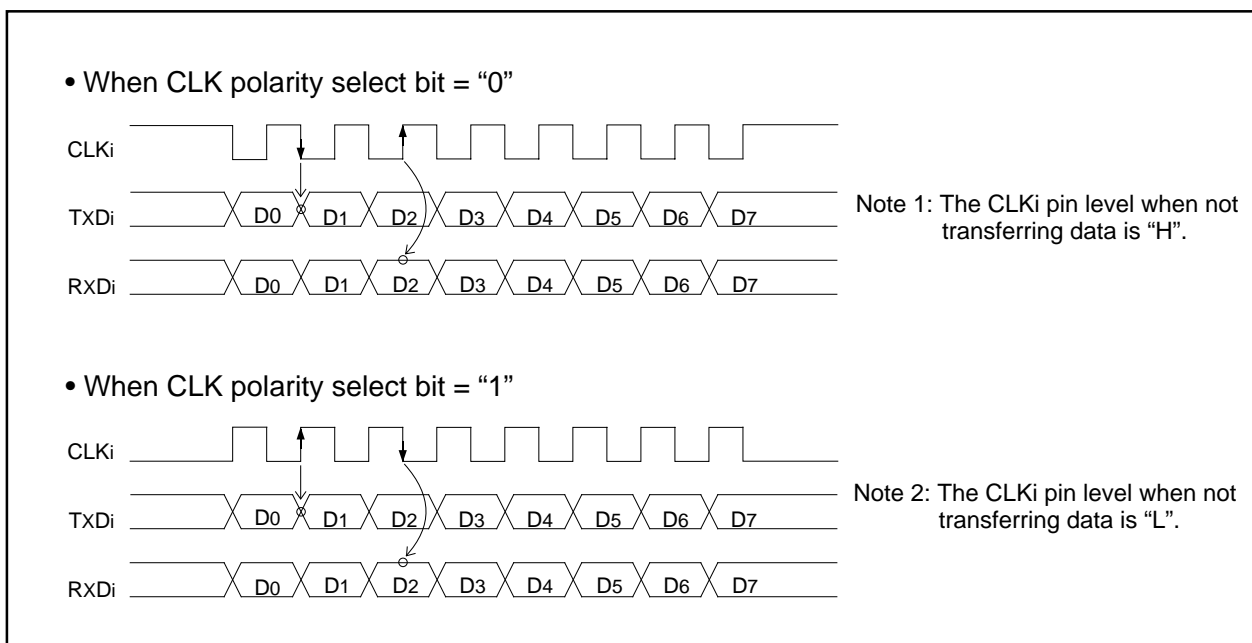 • When CLK polarity select bit = “0”
CLKi
TXDi
D0 D1 D2 D3 D4 D5 D6 D7
RXDi
D0 D1 D2 D3 D4 D5 D6 D7
Note 1: The CLKi pin level when not
transferring data is “H”.
• When CLK polarity select bit = “1”
CLKi
TXDi
D0 D1 D2 D3 D4 D5 D6 D7
RXDi
D0 D1 D2 D3 D4 D5 D6 D7
Note 2: The CLKi pin level when not
transferring data is “L”.